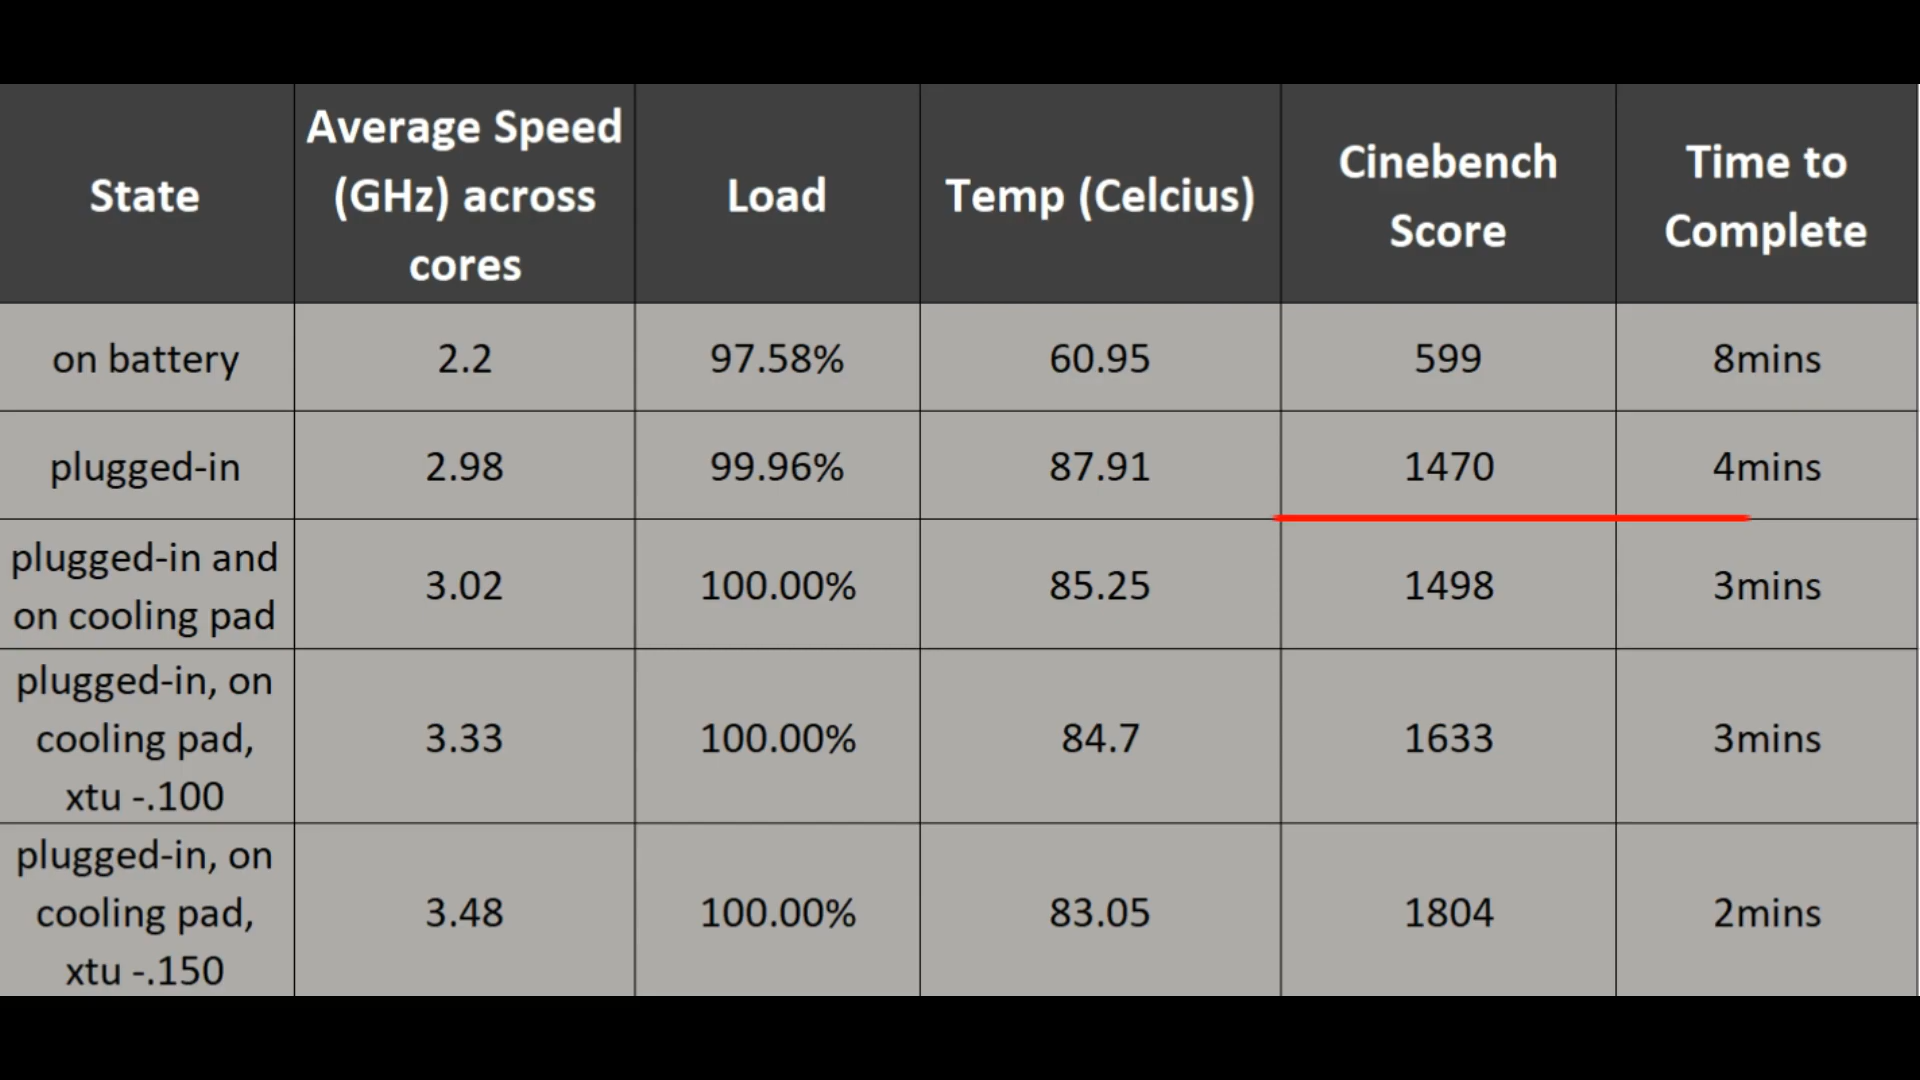 State
Average Speed
(GHz) across
cores
Load
Temp (Celcius)
Cinebench
Score
Time to
Complete
on battery
2.2
97.58%
60.95
599
8mins
plugged-in
2.98
99.96%
87.91
1470
4mins
plugged-in and
on cooling pad
3.02
100.00%
85.25
1498
3mins
plugged-in, on
cooling pad,
xtu -.100
3.33
100.00%
84.7
1633
3mins
plugged-in, on
cooling pad,
xtu -.150
3.48
100.00%
83.05
1804
2mins